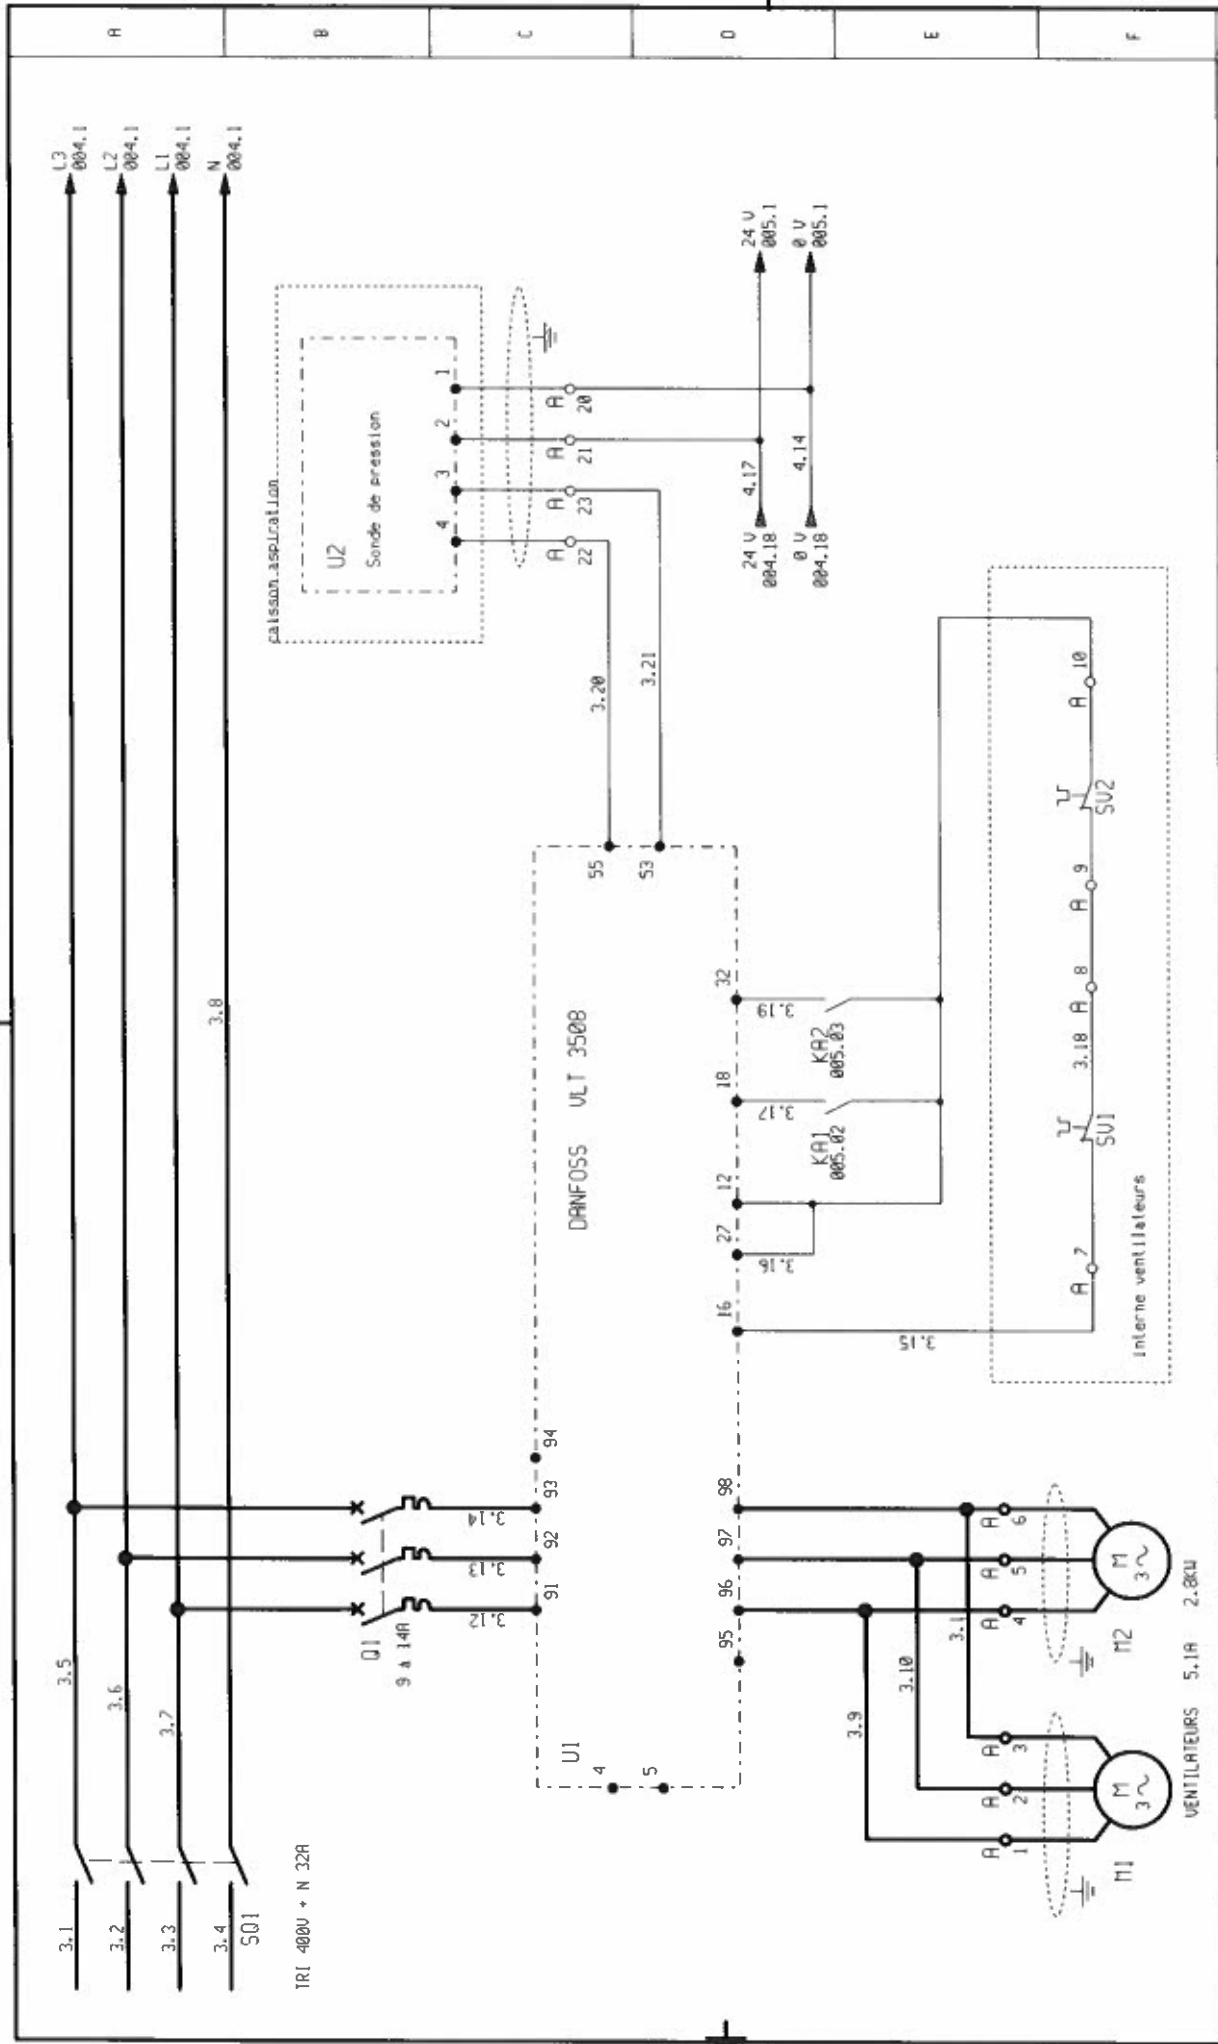 A
B
C
D
E
F
L3
004.1
L2
004.1
L1
004.1
N
004.1
3.1
3.2
3.3
3.4
SQ1
TRI 400V + N 32A
3.5
3.6
3.7
3.8
Q1
9 à 14A
3.12
3.13
3.14
91
92
93
94
U1
4
5
DANFOSS VLT 3508
95
96
97
98
16
27
12
18
32
55
53
caisson aspiration
U2
Sonde de pression
4
3
2
1
A
22
A
23
A
21
A
20
3.20
3.21
24 V
004.18
4.17
24 V
005.1
0 V
004.18
4.14
0 V
005.1
3.15
3.16
3.17
3.19
KA1
005.02
KA2
005.03
3.9
3.10
3.1
A
1
A
2
A
3
A
4
A
5
A
6
M
3~
M1
M
3~
M2
VENTILATEURS 5.1A 2.8KW
A
7
SV1
3.18
A
8
A
9
SV2
A
10
interne ventilateurs